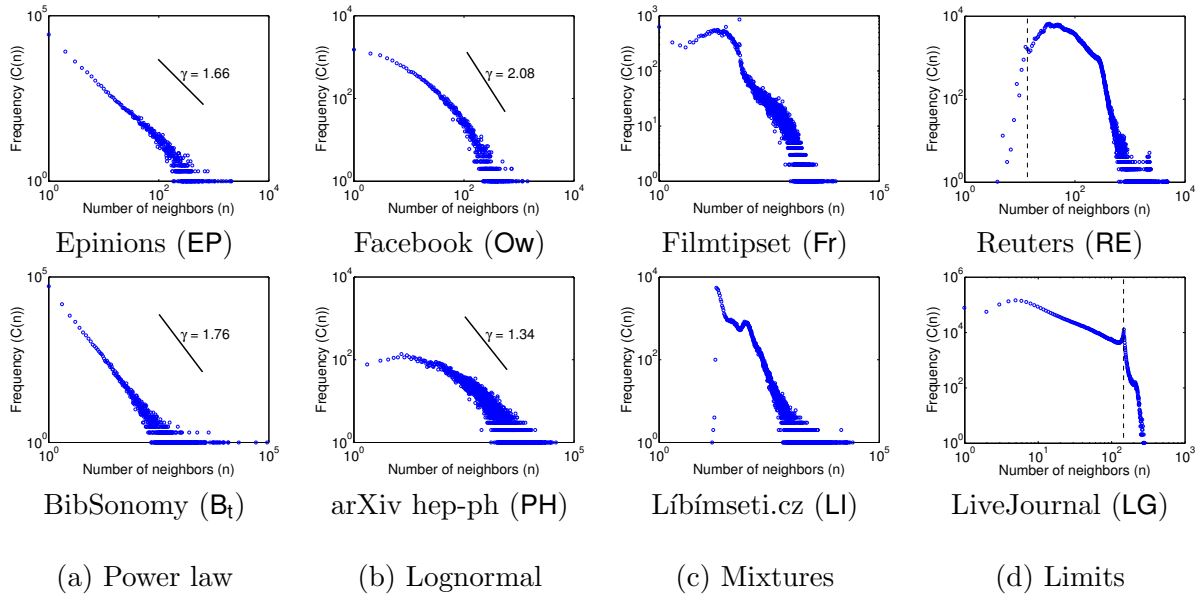 10^5
10^0
Frequency (C(n))
γ = 1.66
10^0
10^2
10^4
Number of neighbors (n)
Epinions (EP)
10^4
10^2
10^0
Frequency (C(n))
γ = 2.08
10^0
10^2
10^4
Number of neighbors (n)
Facebook (Ow)
10^3
10^2
10^1
10^0
Frequency (C(n))
10^0
10^5
Number of neighbors (n)
Filmtipset (Fr)
10^4
10^2
10^0
Frequency (C(n))
10^0
10^2
10^4
Number of neighbors (n)
Reuters (RE)
10^5
10^0
Frequency (C(n))
γ = 1.76
10^0
10^5
Number of neighbors (n)
BibSonomy (B_t)
10^4
10^2
10^0
Frequency (C(n))
γ = 1.34
10^0
10^5
Number of neighbors (n)
arXiv hep-ph (PH)
10^4
10^2
10^0
Frequency (C(n))
10^0
10^5
Number of neighbors (n)
Líbímseti.cz (LI)
10^6
10^4
10^2
10^0
Frequency (C(n))
10^0
10^1
10^2
10^3
Number of neighbors (n)
LiveJournal (LG)
(a) Power law
(b) Lognormal
(c) Mixtures
(d) Limits